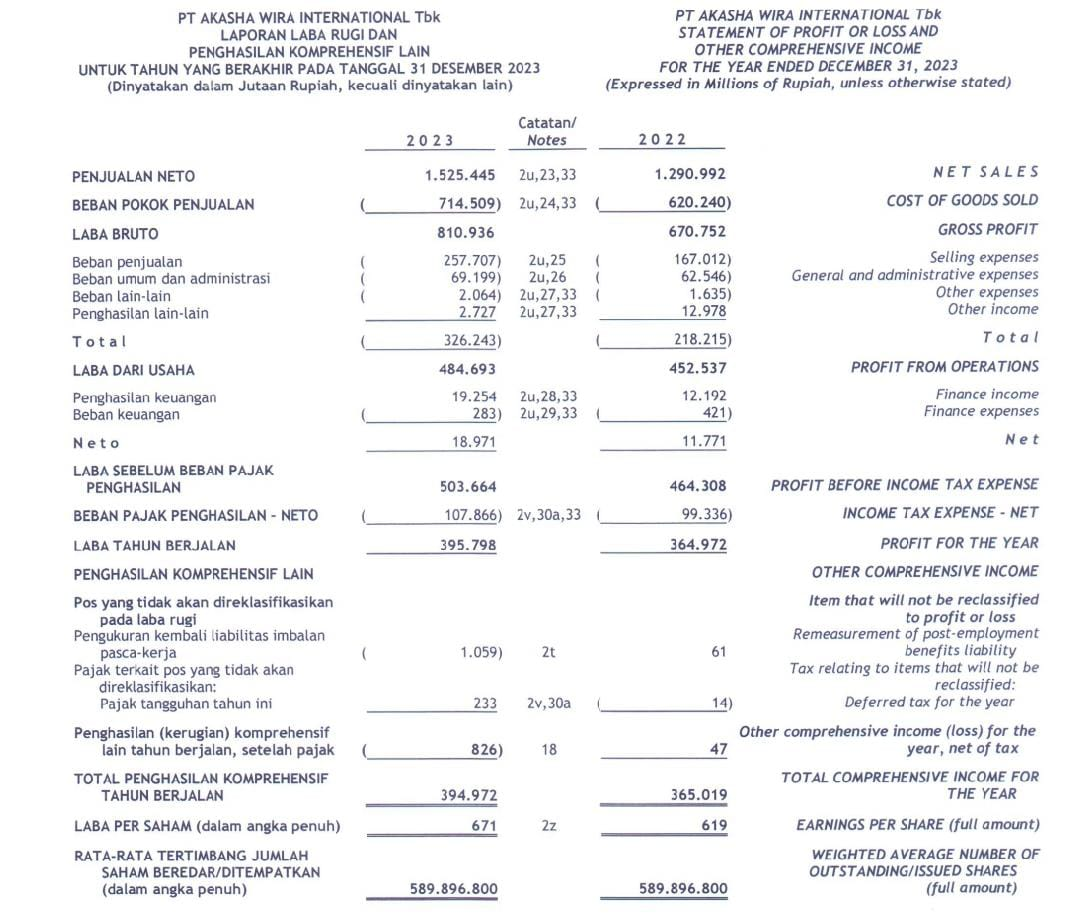 PT AKASHA WIRA INTERNATIONAL Tbk
LAPORAN LABA RUGI DAN
PENGHASILAN KOMPREHENSIF LAIN
UNTUK TAHUN YANG BERAKHIR PADA TANGGAL 31 DESEMBER 2023
(Dinyatakan dalam Jutaan Rupiah, kecuali dinyatakan lain)
PT AKASHA WIRA INTERNATIONAL Tbk
STATEMENT OF PROFIT OR LOSS AND
OTHER COMPREHENSIVE INCOME
FOR THE YEAR ENDED DECEMBER 31, 2023
(Expressed in Millions of Rupiah, unless otherwise stated)
Catatan/
2 0 2 3 Notes 2 0 2 2
PENJUALAN NETO 1.525.445 2u,23,33 1.290.992 N E T S A L E S
BEBAN POKOK PENJUALAN ( 714.509) 2u,24,33 ( 620.240) COST OF GOODS SOLD
LABA BRUTO 810.936 670.752 GROSS PROFIT
Beban penjualan ( 257.707) 2u,25 ( 167.012) Selling expenses
Beban umum dan administrasi ( 69.199) 2u,26 ( 62.546) General and administrative expenses
Beban lain-lain ( 2.064) 2u,27,33 ( 1.635) Other expenses
Penghasilan lain-lain 2.727 2u,27,33 12.978 Other income
T o t a l ( 326.243) ( 218.215) T o t a l
LABA DARI USAHA 484.693 452.537 PROFIT FROM OPERATIONS
Penghasilan keuangan 19.254 2u,28,33 12.192 Finance income
Beban keuangan ( 283) 2u,29,33 ( 421) Finance expenses
N e t o 18.971 11.771 N e t
LABA SEBELUM BEBAN PAJAK
PENGHASILAN 503.664 464.308 PROFIT BEFORE INCOME TAX EXPENSE
BEBAN PAJAK PENGHASILAN - NETO ( 107.866) 2v,30a,33 ( 99.336) INCOME TAX EXPENSE - NET
LABA TAHUN BERJALAN 395.798 364.972 PROFIT FOR THE YEAR
PENGHASILAN KOMPREHENSIF LAIN OTHER COMPREHENSIVE INCOME
Pos yang tidak akan direklasifikasikan Item that will not be reclassified
pada laba rugi to profit or loss
Pengukuran kembali liabilitas imbalan Remeasurement of post-employment
pasca-kerja ( 1.059) 2t 61 benefits liability
Pajak terkait pos yang tidak akan Tax relating to items that will not be
direklasifikasikan: reclassified:
Pajak tangguhan tahun ini 233 2v,30a ( 14) Deferred tax for the year
Penghasilan (kerugian) komprehensif Other comprehensive income (loss) for the
lain tahun berjalan, setelah pajak ( 826) 18 47 year, net of tax
TOTAL PENGHASILAN KOMPREHENSIF TOTAL COMPREHENSIVE INCOME FOR
TAHUN BERJALAN 394.972 365.019 THE YEAR
LABA PER SAHAM (dalam angka penuh) 671 2z 619 EARNINGS PER SHARE (full amount)
RATA-RATA TERTIMBANG JUMLAH WEIGHTED AVERAGE NUMBER OF
SAHAM BEREDAR/DITEMPATKAN OUTSTANDING/ISSUED SHARES
(dalam angka penuh) 589.896.800 589.896.800 (full amount)